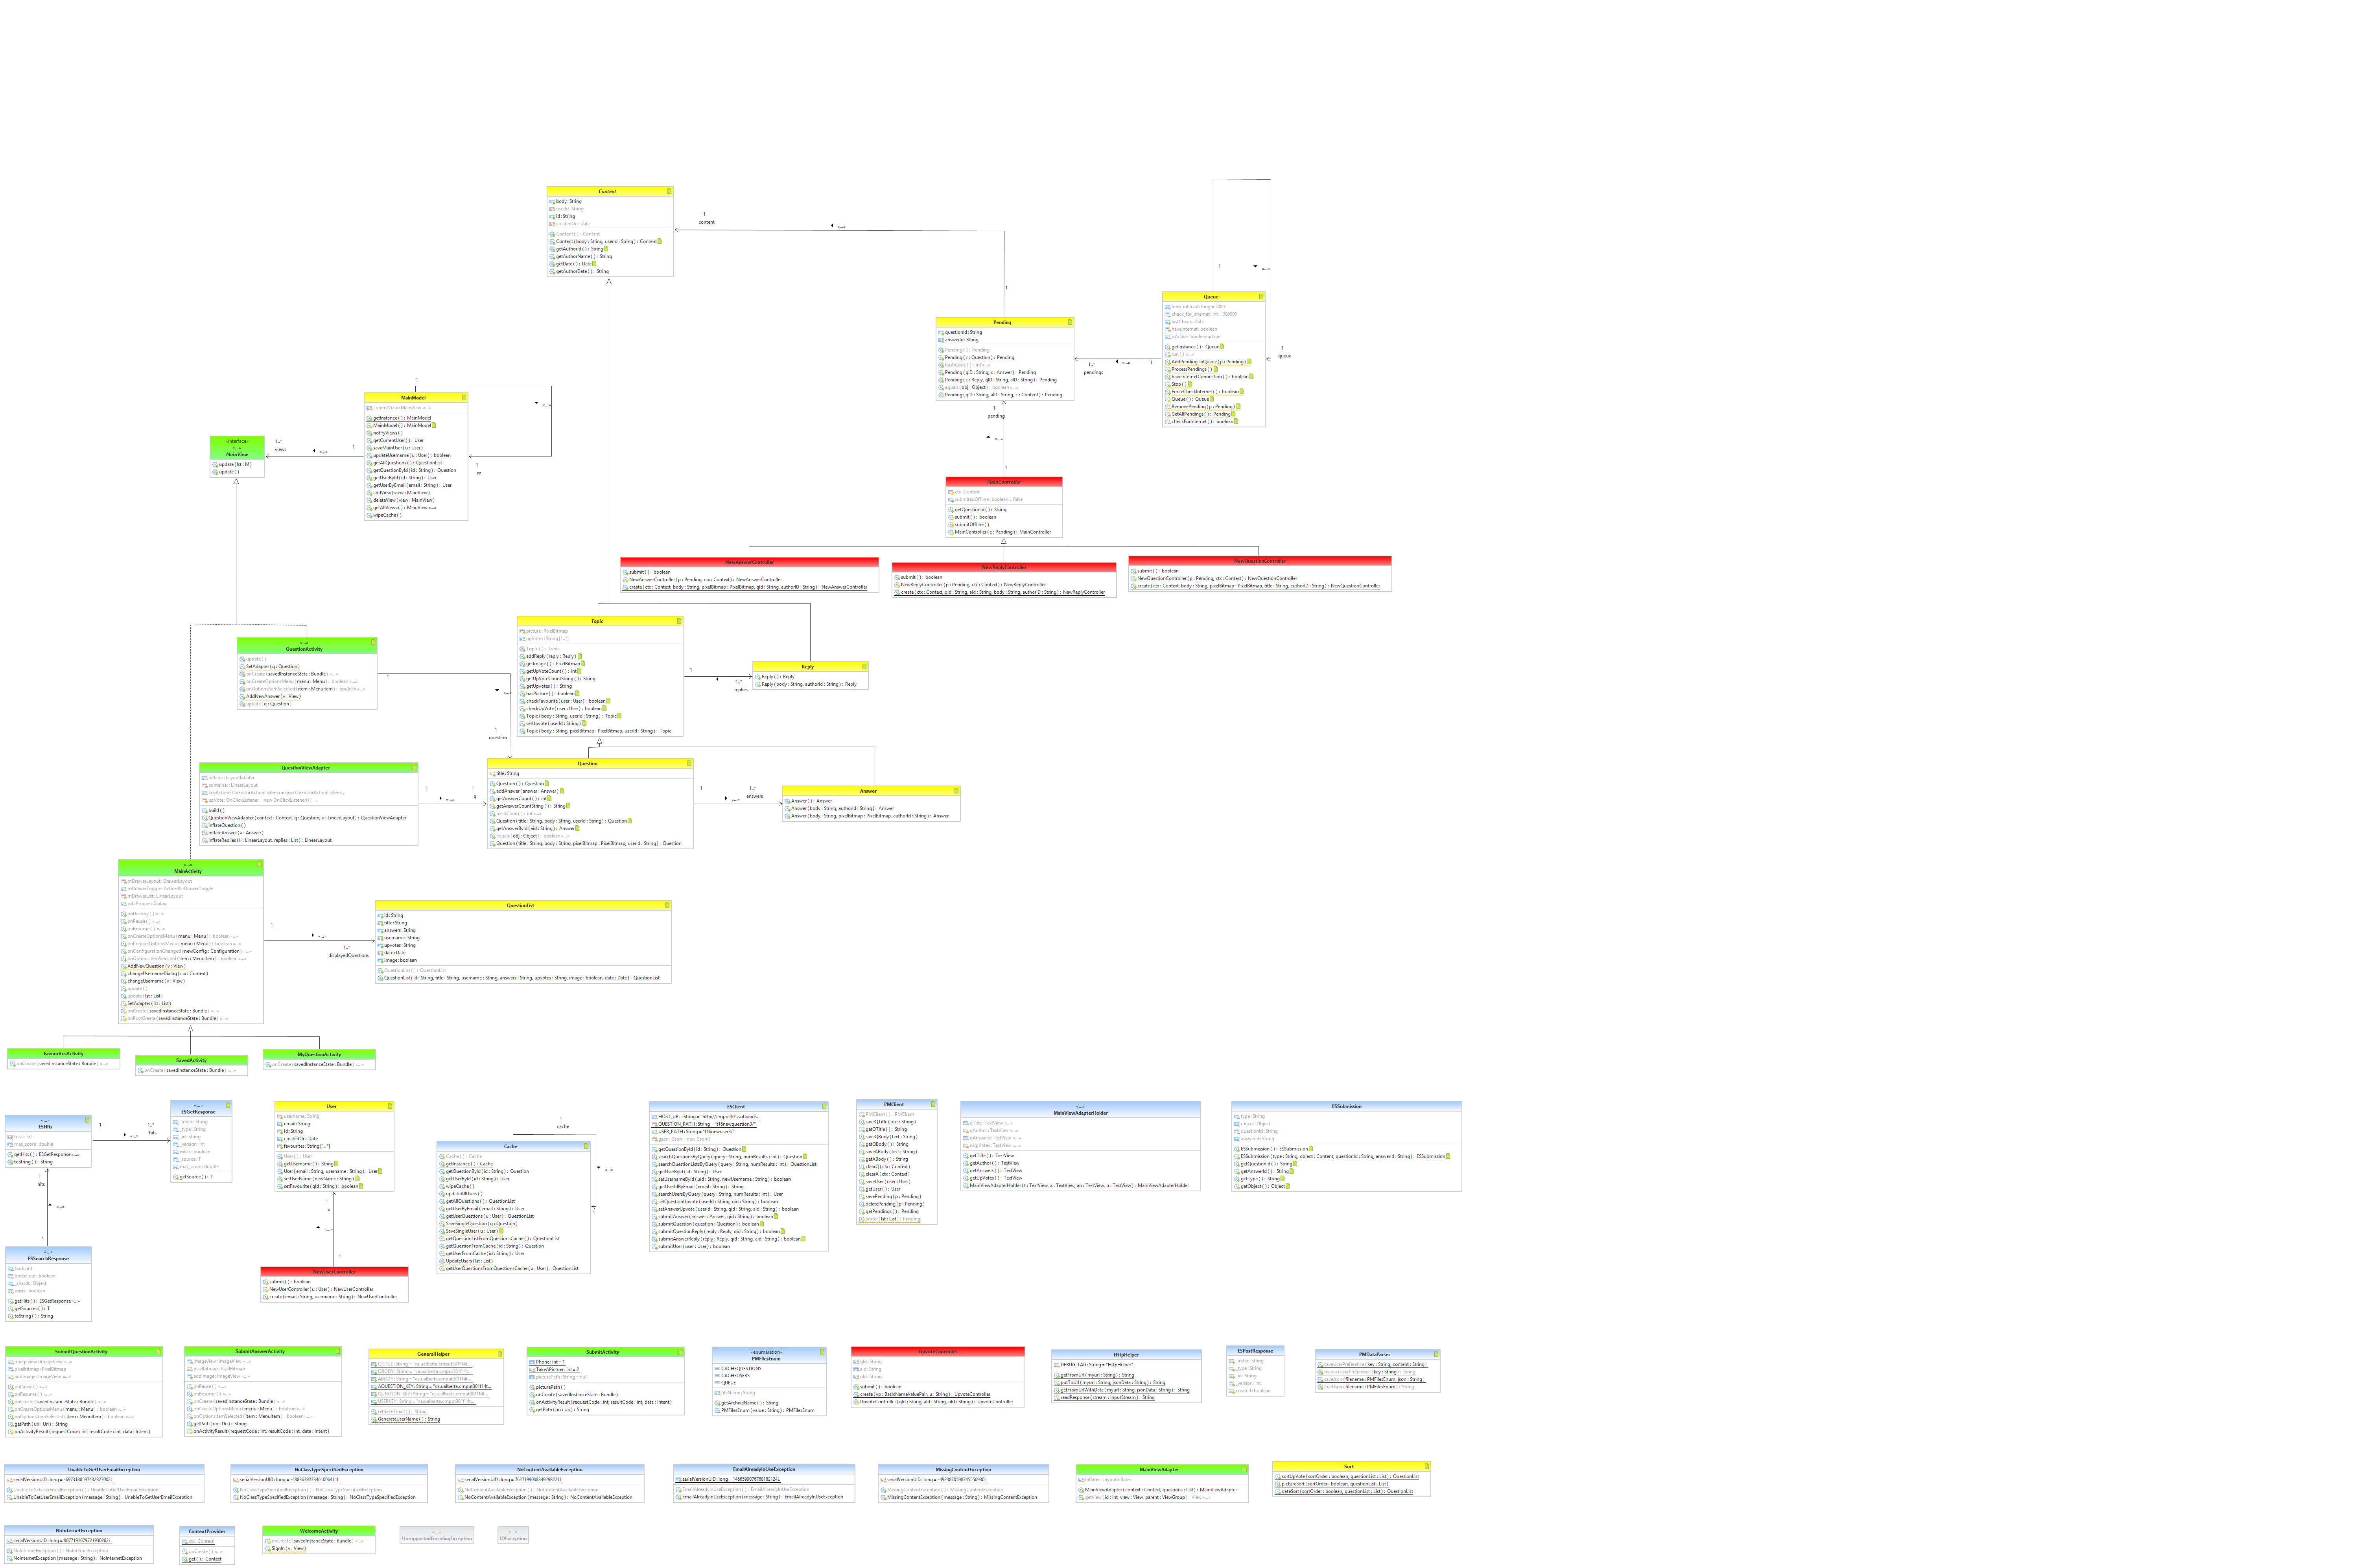 Content
body : String
userId : String
id : String
createdOn : Date
Content ( ) : Content
Content ( body : String, userId : String ) : Content
getAuthorId ( ) : String
getAuthorName ( ) : String
getDate ( ) : Date
getAuthorDate ( ) : String
1
content
Pending
questionId : String
answerId : String
Pending ( ) : Pending
Pending ( c : Question ) : Pending
hashCode ( ) : int «...»
Pending ( qID : String, c : Answer ) : Pending
Pending ( c : Reply, qID : String, aID : String ) : Pending
equals ( obj : Object ) : boolean «...»
Pending ( qID : String, aID : String, c : Content ) : Pending
Queue
loop_interval : long = 5000
check_for_internet : int = 300000
lastCheck : Date
haveInternet : boolean
isActive : boolean = true
getInstance ( ) : Queue
run ( ) «...»
AddPendingToQueue ( p : Pending )
ProcessPendings ( )
haveInternetConnection ( ) : boolean
Stop ( )
ForceCheckInternet ( ) : boolean
Queue ( ) : Queue
RemovePending ( p : Pending )
GetAllPendings ( ) : Pending
checkForInternet ( ) : boolean
1
queue
1..*
pendings
MainModel
currentView : MainView «...»
getInstance ( ) : MainModel
MainModel ( ) : MainModel
notifyViews ( )
getCurrentUser ( ) : User
saveMainUser ( u : User )
updateUsername ( u : User ) : boolean
getAllQuestions ( ) : QuestionList
getQuestionById ( id : String ) : Question
getUserById ( id : String ) : User
getUserByEmail ( email : String ) : User
addView ( view : MainView )
deleteView ( view : MainView )
getAllViews ( ) : MainView «...»
wipeCache ( )
1
m
«interface»
«...»
MainView
update ( lst : M )
update ( )
1..*
views
1
pending
MainController
ctx : Context
submitedOffline : boolean = false
getQuestionId ( ) : String
submit ( ) : boolean
submitOffline ( )
MainController ( c : Pending ) : MainController
NewAnswerController
submit ( ) : boolean
NewAnswerController ( p : Pending, ctx : Context ) : NewAnswerController
create ( ctx : Context, body : String, pixelBitmap : PixelBitmap, qId : String, authorID : String ) : NewAnswerController
NewReplyController
submit ( ) : boolean
NewReplyController ( p : Pending, ctx : Context ) : NewReplyController
create ( ctx : Context, qId : String, aId : String, body : String, authorID : String ) : NewReplyController
NewQuestionController
submit ( ) : boolean
NewQuestionController ( p : Pending, ctx : Context ) : NewQuestionController
create ( ctx : Context, body : String, pixelBitmap : PixelBitmap, title : String, authorID : String ) : NewQuestionController
Topic
picture : PixelBitmap
upVotes : String [1..*]
Topic ( ) : Topic
addReply ( reply : Reply )
getImage ( ) : PixelBitmap
getUpVoteCount ( ) : int
getUpVoteCountString ( ) : String
getUpvotes ( ) : String
hasPicture ( ) : boolean
checkFavourite ( user : User ) : boolean
checkUpVote ( user : User ) : boolean
Topic ( body : String, userId : String ) : Topic
setUpvote ( userId : String )
Topic ( body : String, pixelBitmap : PixelBitmap, userId : String ) : Topic
1..*
replies
Reply
Reply ( ) : Reply
Reply ( body : String, authorId : String ) : Reply
«...»
QuestionActivity
update ( )
SetAdapter ( q : Question )
onCreate ( savedInstanceState : Bundle ) «...»
onCreateOptionsMenu ( menu : Menu ) : boolean «...»
onOptionsItemSelected ( item : MenuItem ) : boolean «...»
AddNewAnswer ( v : View )
update ( q : Question )
1
question
QuestionViewAdapter
inflater : LayoutInflater
container : LinearLayout
keyAction : OnEditorActionListener = new OnEditorActionListene...
upVote : OnClickListener = new OnClickListener() { ...
build ( )
QuestionViewAdapter ( context : Context, q : Question, v : LinearLayout ) : QuestionViewAdapter
inflateQuestion ( )
inflateAnswer ( a : Answer )
inflateReplies ( ll : LinearLayout, replies : List ) : LinearLayout
1
q
Question
title : String
Question ( ) : Question
addAnswer ( answer : Answer )
getAnswerCount ( ) : int
getAnswerCountString ( ) : String
hashCode ( ) : int «...»
Question ( title : String, body : String, userId : String ) : Question
getAnswerById ( aid : String ) : Answer
equals ( obj : Object ) : boolean «...»
Question ( title : String, body : String, pixelBitmap : PixelBitmap, userId : String ) : Question
1..*
answers
Answer
Answer ( ) : Answer
Answer ( body : String, authorId : String ) : Answer
Answer ( body : String, pixelBitmap : PixelBitmap, authorId : String ) : Answer
«...»
MainActivity
mDrawerLayout : DrawerLayout
mDrawerToggle : ActionBarDrawerToggle
mDrawerList : LinearLayout
pd : ProgressDialog
onDestroy ( ) «...»
onPause ( ) «...»
onResume ( ) «...»
onCreateOptionsMenu ( menu : Menu ) : boolean «...»
onPrepareOptionsMenu ( menu : Menu ) : boolean «...»
onConfigurationChanged ( newConfig : Configuration ) «...»
onOptionsItemSelected ( item : MenuItem ) : boolean «...»
AddNewQuestion ( v : View )
changeUsernameDialog ( ctx : Context )
changeUsername ( v : View )
update ( )
update ( lst : List )
SetAdapter ( lst : List )
onCreate ( savedInstanceState : Bundle ) «...»
onPostCreate ( savedInstanceState : Bundle ) «...»
1..*
displayedQuestions
QuestionList
id : String
title : String
answers : String
username : String
upvotes : String
date : Date
image : boolean
QuestionList ( ) : QuestionList
QuestionList ( id : String, title : String, username : String, answers : String, upvotes : String, image : boolean, date : Date ) : QuestionList
FavouritesActivity
onCreate ( savedInstanceState : Bundle ) «...»
SavedActivity
onCreate ( savedInstanceState : Bundle ) «...»
MyQuestionActivity
onCreate ( savedInstanceState : Bundle ) «...»
«...»
ESHits
total : int
max_score : double
getHits ( ) : ESGetResponse «...»
toString ( ) : String
1..*
hits
«...»
ESGetResponse
_index : String
_type : String
_id : String
_version : int
exists : boolean
_source : T
max_score : double
getSource ( ) : T
User
username : String
email : String
id : String
createdOn : Date
favourites : String [1..*]
User ( ) : User
getUsername ( ) : String
User ( email : String, username : String ) : User
setUserName ( newName : String )
setFavourite ( qId : String ) : boolean
1
cache
Cache
Cache ( ) : Cache
getInstance ( ) : Cache
getQuestionById ( id : String ) : Question
getUserById ( id : String ) : User
wipeCache ( )
updateAllUsers ( )
getAllQuestions ( ) : QuestionList
getUserByEmail ( email : String ) : User
getUserQuestions ( u : User ) : QuestionList
SaveSingleQuestion ( q : Question )
SaveSingleUser ( u : User )
getQuestionListFromQuestionsCache ( ) : QuestionList
getQuestionFromCache ( id : String ) : Question
getUserFromCache ( id : String ) : User
UpdateUsers ( lst : List )
getUserQuestionsFromQuestionsCache ( u : User ) : QuestionList
ESClient
HOST_URL : String = "http://cmput301.software...
QUESTION_PATH : String = "t16newquestion3/"
USER_PATH : String = "t16newuser3/"
gson : Gson = new Gson()
getQuestionById ( id : String ) : Question
searchQuestionsByQuery ( query : String, numResults : int ) : Question
searchQuestionListsByQuery ( query : String, numResults : int ) : QuestionList
getUserById ( id : String ) : User
setUsernameById ( id : String, newUsername : String ) : boolean
getUserIdByEmail ( email : String ) : String
searchUsersByQuery ( query : String, numResults : int ) : User
setQuestionUpvote ( userId : String, qid : String ) : boolean
setAnswerUpvote ( userId : String, qid : String, aid : String ) : boolean
submitAnswer ( answer : Answer, qid : String ) : boolean
submitQuestion ( question : Question ) : boolean
submitQuestionReply ( reply : Reply, qid : String ) : boolean
submitAnswerReply ( reply : Reply, qid : String, aid : String ) : boolean
submitUser ( user : User ) : boolean
PMClient
PMClient ( ) : PMClient
saveQTitle ( text : String )
getQTitle ( ) : String
saveQBody ( text : String )
getQBody ( ) : String
saveABody ( text : String )
getABody ( ) : String
clearQ ( ctx : Context )
clearA ( ctx : Context )
saveUser ( user : User )
getUser ( ) : User
savePending ( p : Pending )
deletePending ( p : Pending )
getPendings ( ) : Pending
«...»
MainViewAdapterHolder
qTitle : TextView «...»
qAuthor : TextView «...»
qAnswers : TextView «...»
qUpVotes : TextView «...»
getTitle ( ) : TextView
getAuthor ( ) : TextView
getAnswers ( ) : TextView
getUpVotes ( ) : TextView
MainViewAdapterHolder ( t : TextView, a : TextView, an : TextView, u : TextView ) : MainViewAdapterHolder
ESSubmission
type : String
object : Object
questionId : String
answerId : String
ESSubmission ( ) : ESSubmission
ESSubmission ( type : String, object : Content, questionId : String, answerId : String ) : ESSubmission
getQuestionId ( ) : String
getAnswerId ( ) : String
getType ( ) : String
getObject ( ) : Object
1
hits
«...»
ESSearchResponse
took : int
timed_out : boolean
_shards : Object
exists : boolean
getHits ( ) : ESGetResponse «...»
getSources ( ) : T
toString ( ) : String
1
u
NewUserController
submit ( ) : boolean
NewUserController ( u : User ) : NewUserController
create ( email : String, username : String ) : NewUserController
SubmitQuestionActivity
imageview : ImageView «...»
pixelbitmap : PixelBitmap
addimage : ImageView «...»
onPause ( ) «...»
onResume ( ) «...»
onCreate ( savedInstanceState : Bundle ) «...»
onCreateOptionsMenu ( menu : Menu ) : boolean «...»
onOptionsItemSelected ( item : MenuItem ) : boolean «...»
getPath ( uri : Uri ) : String
onActivityResult ( requestCode : int, resultCode : int, data : Intent )
SubmitAnswerActivity
imageview : ImageView «...»
pixelbitmap : PixelBitmap
addimage : ImageView «...»
onPause ( ) «...»
onResume ( ) «...»
onCreate ( savedInstanceState : Bundle ) «...»
onCreateOptionsMenu ( menu : Menu ) : boolean «...»
onOptionsItemSelected ( item : MenuItem ) : boolean «...»
getPath ( uri : Uri ) : String
onActivityResult ( requestCode : int, resultCode : int, data : Intent )
GeneralHelper
QTITLE : String = "ca.ualberta.cmput301f14t...
QBODY : String = "ca.ualberta.cmput301f14t...
ABODY : String = "ca.ualberta.cmput301f14t...
AQUESTION_KEY : String = "ca.ualberta.cmput301f14t...
QUESTION_KEY : String = "ca.ualberta.cmput301f14t...
USERKEY : String = "ca.ualberta.cmput301f14t...
retrieveEmail ( ) : String
GenerateUserName ( ) : String
SubmitActivity
Phone : int = 1
TakeAPicture : int = 2
picturePath : String = null
picturePath ( )
onCreate ( savedInstanceState : Bundle )
onActivityResult ( requestCode : int, resultCode : int, data : Intent )
getPath ( uri : Uri ) : String
«enumeration»
PMFilesEnum
CACHEQUESTIONS
CACHEUSERS
QUEUE
fileName : String
getArchiveName ( ) : String
PMFilesEnum ( value : String ) : PMFilesEnum
UpvoteController
qId : String
aId : String
uId : String
submit ( ) : boolean
create ( vp : BasicNameValuePair, u : String ) : UpvoteController
UpvoteController ( qId : String, aId : String, uId : String ) : UpvoteController
HttpHelper
DEBUG_TAG : String = "HttpHelper"
getFromUrl ( myurl : String ) : String
putToUrl ( myurl : String, jsonData : String ) : String
getFromUrlWithData ( myurl : String, jsonData : String ) : String
readResponse ( stream : InputStream ) : String
ESPostResponse
_index : String
_type : String
_id : String
_version : int
created : boolean
PMDataParser
saveUserPreference ( key : String, content : String )
UnableToGetUserEmailException
UnableToGetUserEmailException ( ) : UnableToGetUserEmailException
UnableToGetUserEmailException ( message : String ) : UnableToGetUserEmailException
NoClassTypeSpecifiedException
NoClassTypeSpecifiedException ( ) : NoClassTypeSpecifiedException
NoClassTypeSpecifiedException ( message : String ) : NoClassTypeSpecifiedException
NoContentAvailableException
NoContentAvailableException ( ) : NoContentAvailableException
NoContentAvailableException ( message : String ) : NoContentAvailableException
EmailAlreadyInUseException
EmailAlreadyInUseException ( ) : EmailAlreadyInUseException
EmailAlreadyInUseException ( message : String ) : EmailAlreadyInUseException
MissingContentException
MissingContentException ( ) : MissingContentException
MissingContentException ( message : String ) : MissingContentException
MainViewAdapter
inflater : LayoutInflater
MainViewAdapter ( context : Context, questions : List ) : MainViewAdapter
getView ( id : int, view : View, parent : ViewGroup ) : View «...»
Sort
sortUpVote ( sortOrder : boolean, questionList : List ) : QuestionList
pictureSort ( sortOrder : boolean, questionList : List )
dateSort ( sortOrder : boolean, questionList : List ) : QuestionList
NoInternetException
NoInternetException ( ) : NoInternetException
NoInternetException ( message : String ) : NoInternetException
ContextProvider
ctx : Context
onCreate ( ) «...»
get ( ) : Context
WelcomeActivity
onCreate ( savedInstanceState : Bundle ) «...»
SignIn ( v : View )
«...»
UnsupportedEncodingException
«...»
IOException